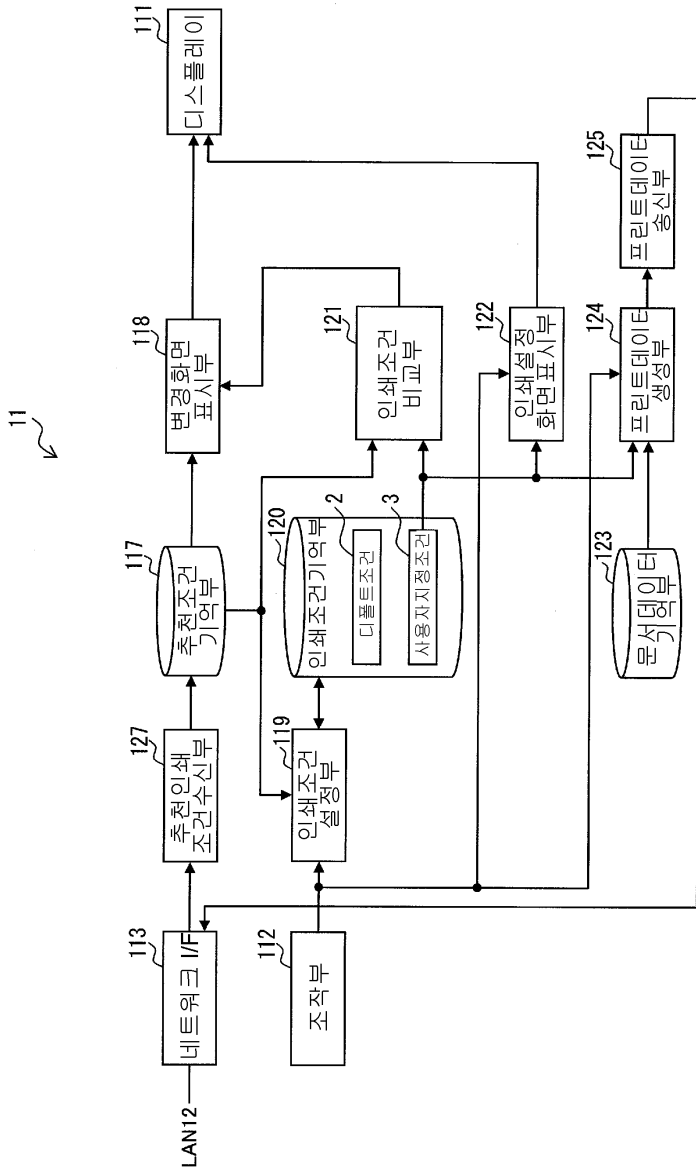 11
LAN12
113
네트워크 I/F
127
추천인쇄
조건수신부
117
추천조건
기억부
118
변경화면
표시부
111
디스플레이
112
조작부
119
인쇄조건
설정부
120
인쇄조건기억부
2
디폴트조건
3
사용자지정조건
121
인쇄조건
비교부
122
인쇄설정
화면표시부
123
문서데이터
기억부
124
프린트데이터
생성부
125
프린트데이터
송신부